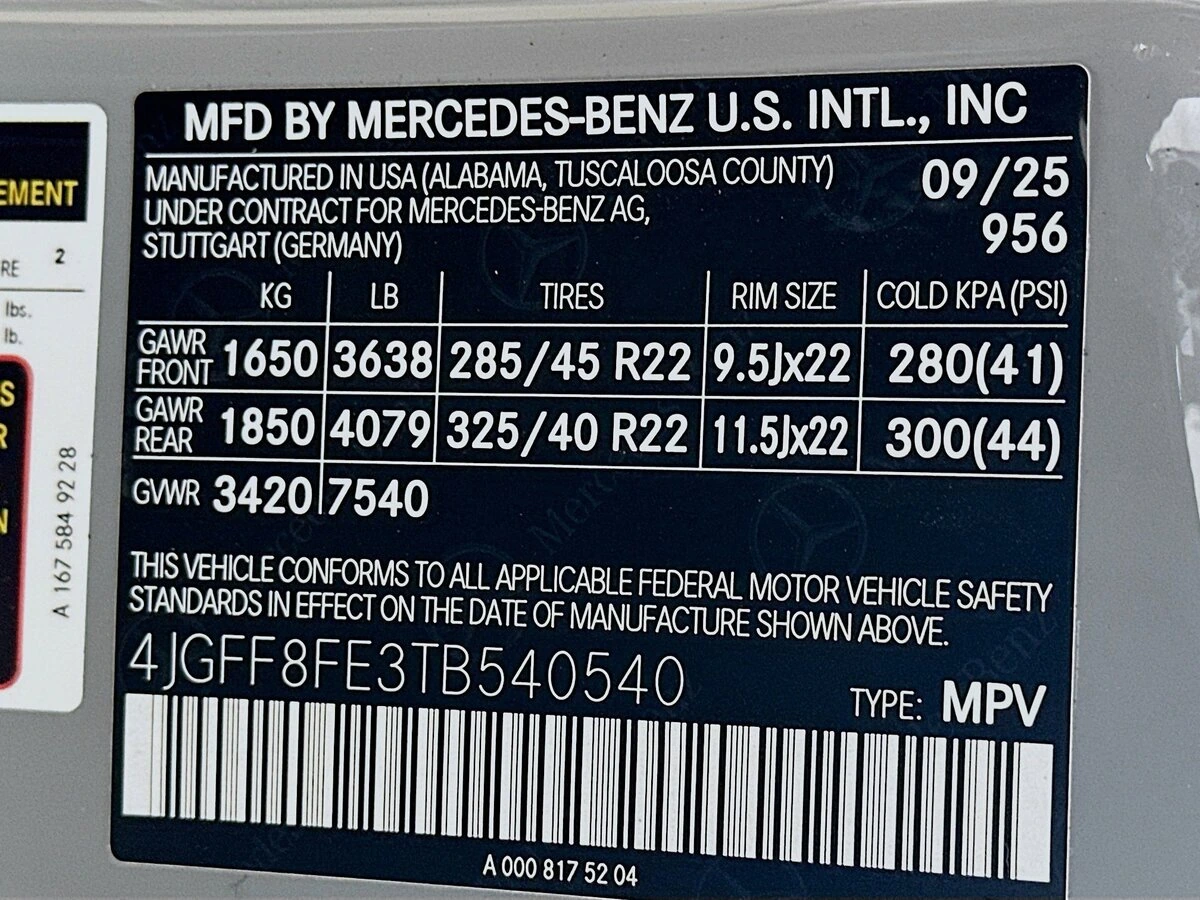 MFD BY MERCEDES-BENZ U.S. INTL., INC
MANUFACTURED IN USA (ALABAMA, TUSCALOOSA COUNTY) 09/25
UNDER CONTRACT FOR MERCEDES-BENZ AG, 956
STUTTGART (GERMANY)
KG LB TIRES RIM SIZE COLD KPA (PSI)
GAWR FRONT 1650 3638 285/45 R22 9.5Jx22 280(41)
GAWR REAR 1850 4079 325/40 R22 11.5Jx22 300(44)
GVWR 3420 7540
THIS VEHICLE CONFORMS TO ALL APPLICABLE FEDERAL MOTOR VEHICLE SAFETY
STANDARDS IN EFFECT ON THE DATE OF MANUFACTURE SHOWN ABOVE.
4JGFF8FE3TB540540
TYPE: MPV
A 000 817 52 04
EMENT
RE 2
lbs.
lb.
S
R
N
A 167 584 92 28